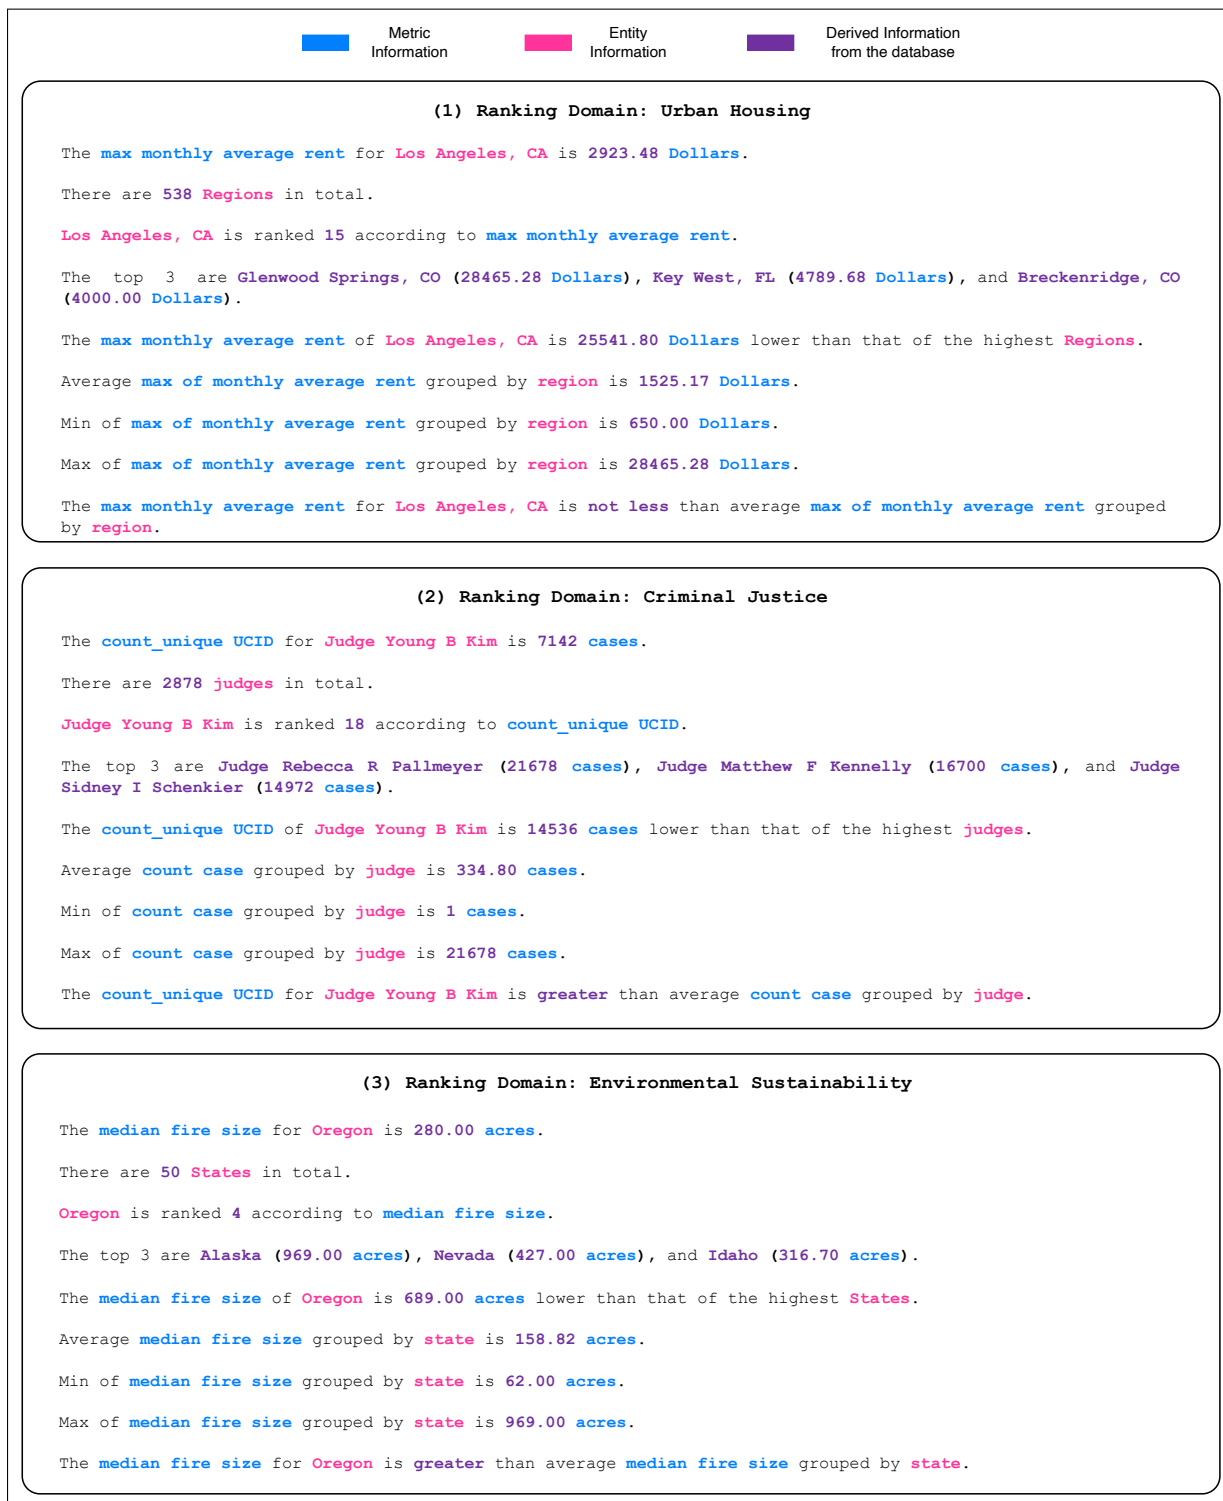 Metric
Information
Entity
Information
Derived Information
from the database
(1) Ranking Domain: Urban Housing
The max monthly average rent for Los Angeles, CA is 2923.48 Dollars.
There are 538 Regions in total.
Los Angeles, CA is ranked 15 according to max monthly average rent.
The top 3 are Glenwood Springs, CO (28465.28 Dollars), Key West, FL (4789.68 Dollars), and Breckenridge, CO
(4000.00 Dollars).
The max monthly average rent of Los Angeles, CA is 25541.80 Dollars lower than that of the highest Regions.
Average max of monthly average rent grouped by region is 1525.17 Dollars.
Min of max of monthly average rent grouped by region is 650.00 Dollars.
Max of max of monthly average rent grouped by region is 28465.28 Dollars.
The max monthly average rent for Los Angeles, CA is not less than average max of monthly average rent grouped
by region.
(2) Ranking Domain: Criminal Justice
The count_unique UCID for Judge Young B Kim is 7142 cases.
There are 2878 judges in total.
Judge Young B Kim is ranked 18 according to count_unique UCID.
The top 3 are Judge Rebecca R Pallmeyer (21678 cases), Judge Matthew F Kennelly (16700 cases), and Judge
Sidney I Schenkier (14972 cases).
The count_unique UCID of Judge Young B Kim is 14536 cases lower than that of the highest judges.
Average count case grouped by judge is 334.80 cases.
Min of count case grouped by judge is 1 cases.
Max of count case grouped by judge is 21678 cases.
The count_unique UCID for Judge Young B Kim is greater than average count case grouped by judge.
(3) Ranking Domain: Environmental Sustainability
The median fire size for Oregon is 280.00 acres.
There are 50 States in total.
Oregon is ranked 4 according to median fire size.
The top 3 are Alaska (969.00 acres), Nevada (427.00 acres), and Idaho (316.70 acres).
The median fire size of Oregon is 689.00 acres lower than that of the highest States.
Average median fire size grouped by state is 158.82 acres.
Min of median fire size grouped by state is 62.00 acres.
Max of median fire size grouped by state is 969.00 acres.
The median fire size for Oregon is greater than average median fire size grouped by state.